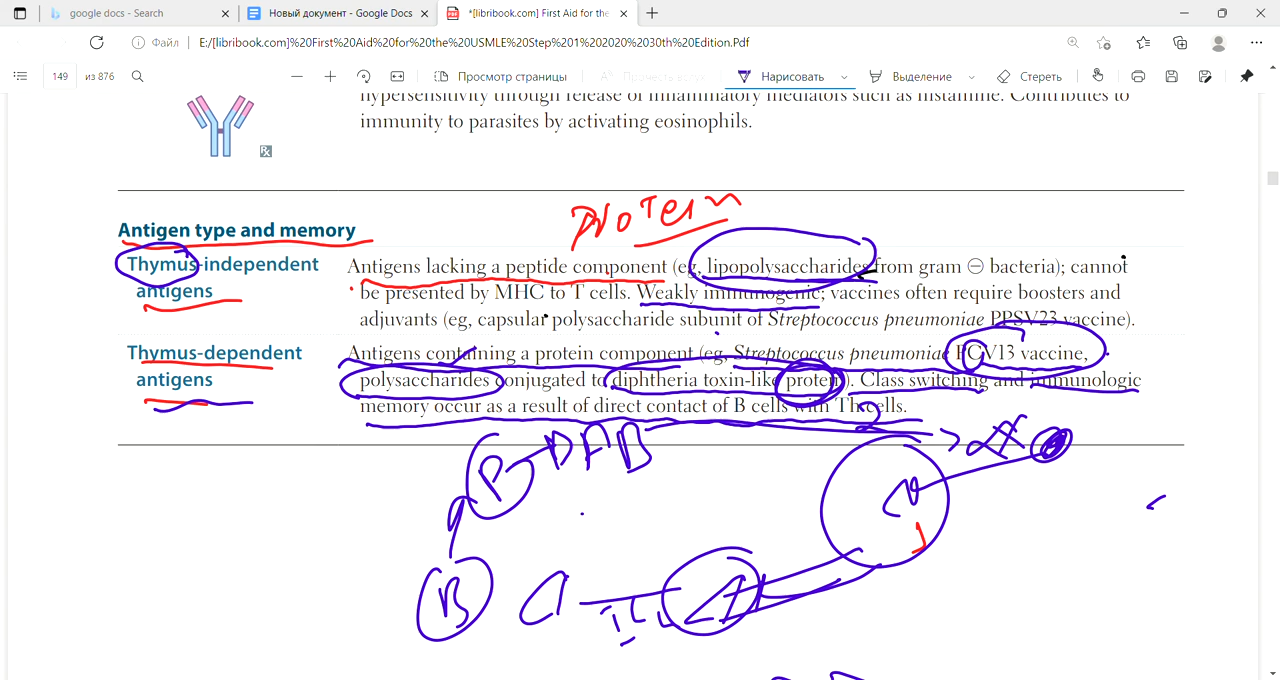 google docs - Search
Новый документ - Google Docs
*[libribook.com] First Aid for the
Файл
E:/[libribook.com]%20First%20Aid%20for%20the%20USMLE%20Step%201%202020%2030th%20Edition.Pdf
149 из 876
Просмотр страницы
Прочесть вслух
Нарисовать
Выделение
Стереть
hypersensitivity through release of inflammatory mediators such as histamine. Contributes to
immunity to parasites by activating eosinophils.
Protein
Antigen type and memory
Thymus-independent
antigens
Antigens lacking a peptide component (eg, lipopolysaccharides from gram ⊖ bacteria); cannot
be presented by MHC to T cells. Weakly immunogenic; vaccines often require boosters and
adjuvants (eg, capsular polysaccharide subunit of Streptococcus pneumoniae PPSV23 vaccine).
Thymus-dependent
antigens
Antigens containing a protein component (eg, Streptococcus pneumoniae PCV13 vaccine,
polysaccharides conjugated to diphtheria toxin-like protein). Class switching and immunologic
memory occur as a result of direct contact of B cells with Th cells.
B